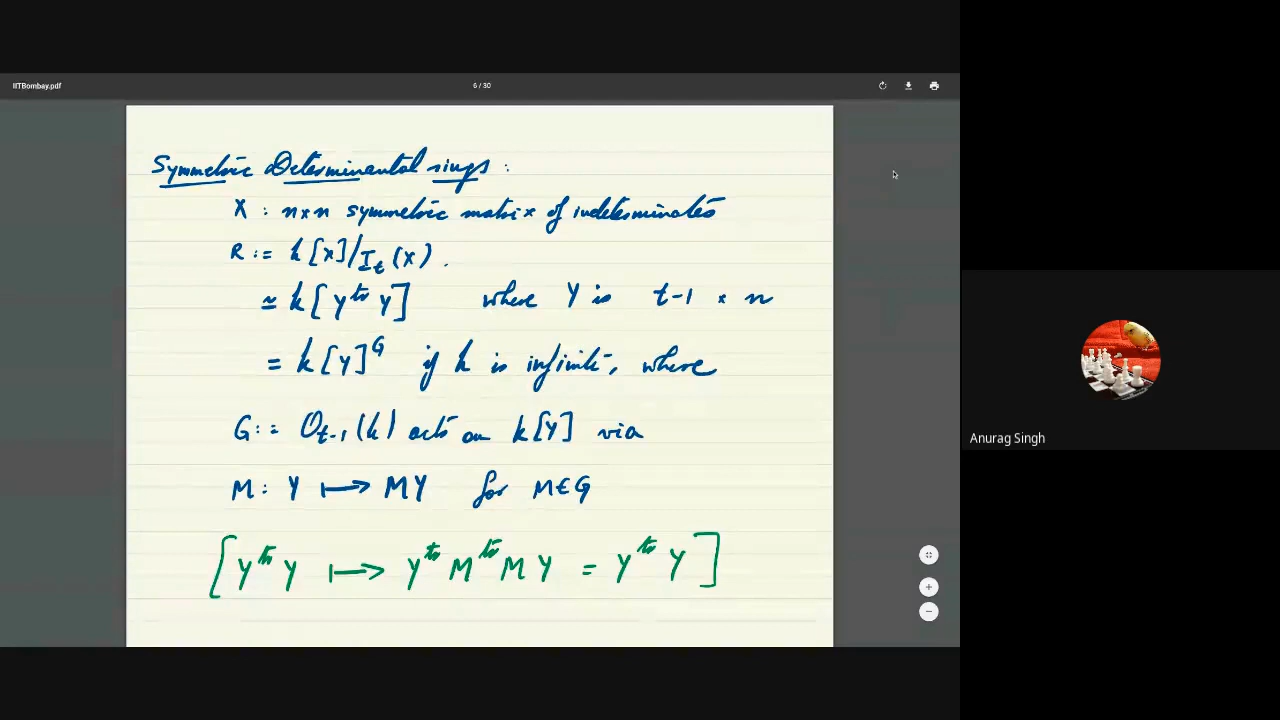 IITBombay.pdf
6 / 30
Symmetric Determinantal rings :
X : n×n symmetric matrix of indeterminates
R := k[X]/I_t(X) .
≃ k[Y^tr Y] where Y is t-1 × n
= k[Y]^G if k is infinite, where
G := O_{t-1}(k) acts on k[Y] via
M : Y ⟼ MY for M∈G
[Y^tr Y ⟼ Y^tr M^tr M Y = Y^tr Y]
Anurag Singh